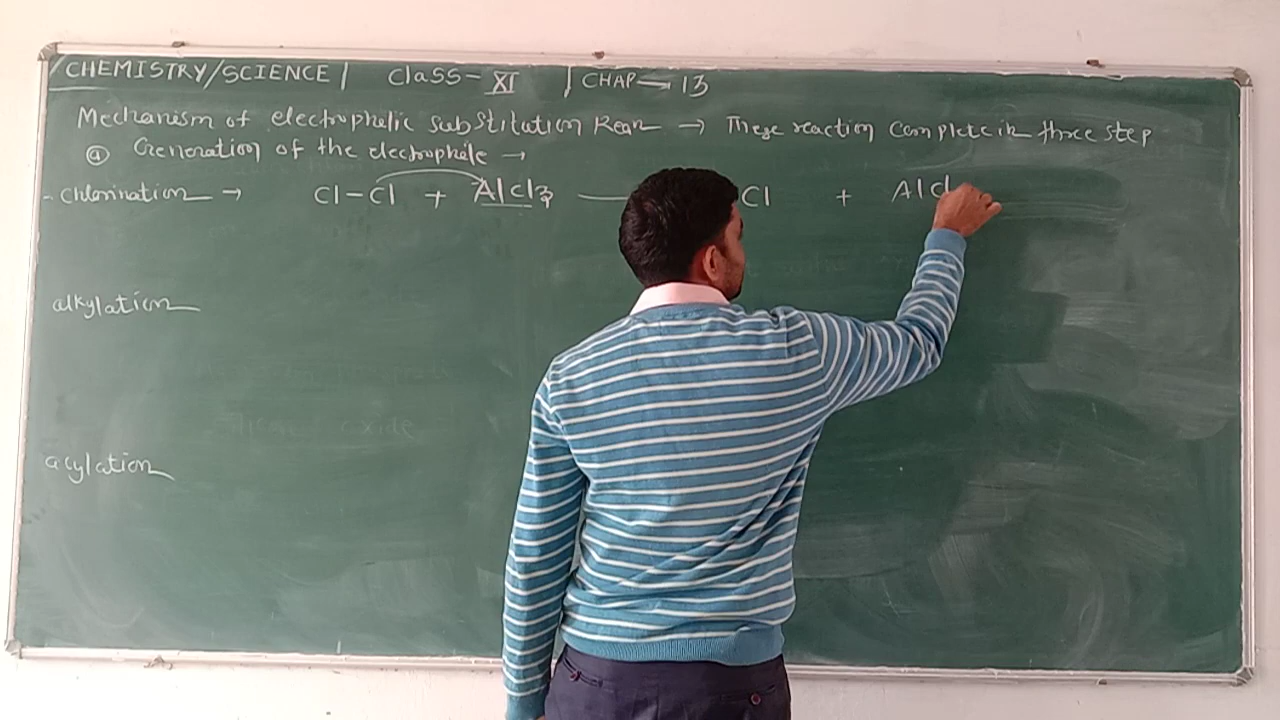 CHEMISTRY/SCIENCE | Class-XI | CHAP → 13
Mechanism of electrophelic substitution Rean → These reaction complete in three step
(a) Generation of the electrophile →
- Chlorination → Cl-Cl + AlCl3 — Cl + AlCl
alkylation
acylation